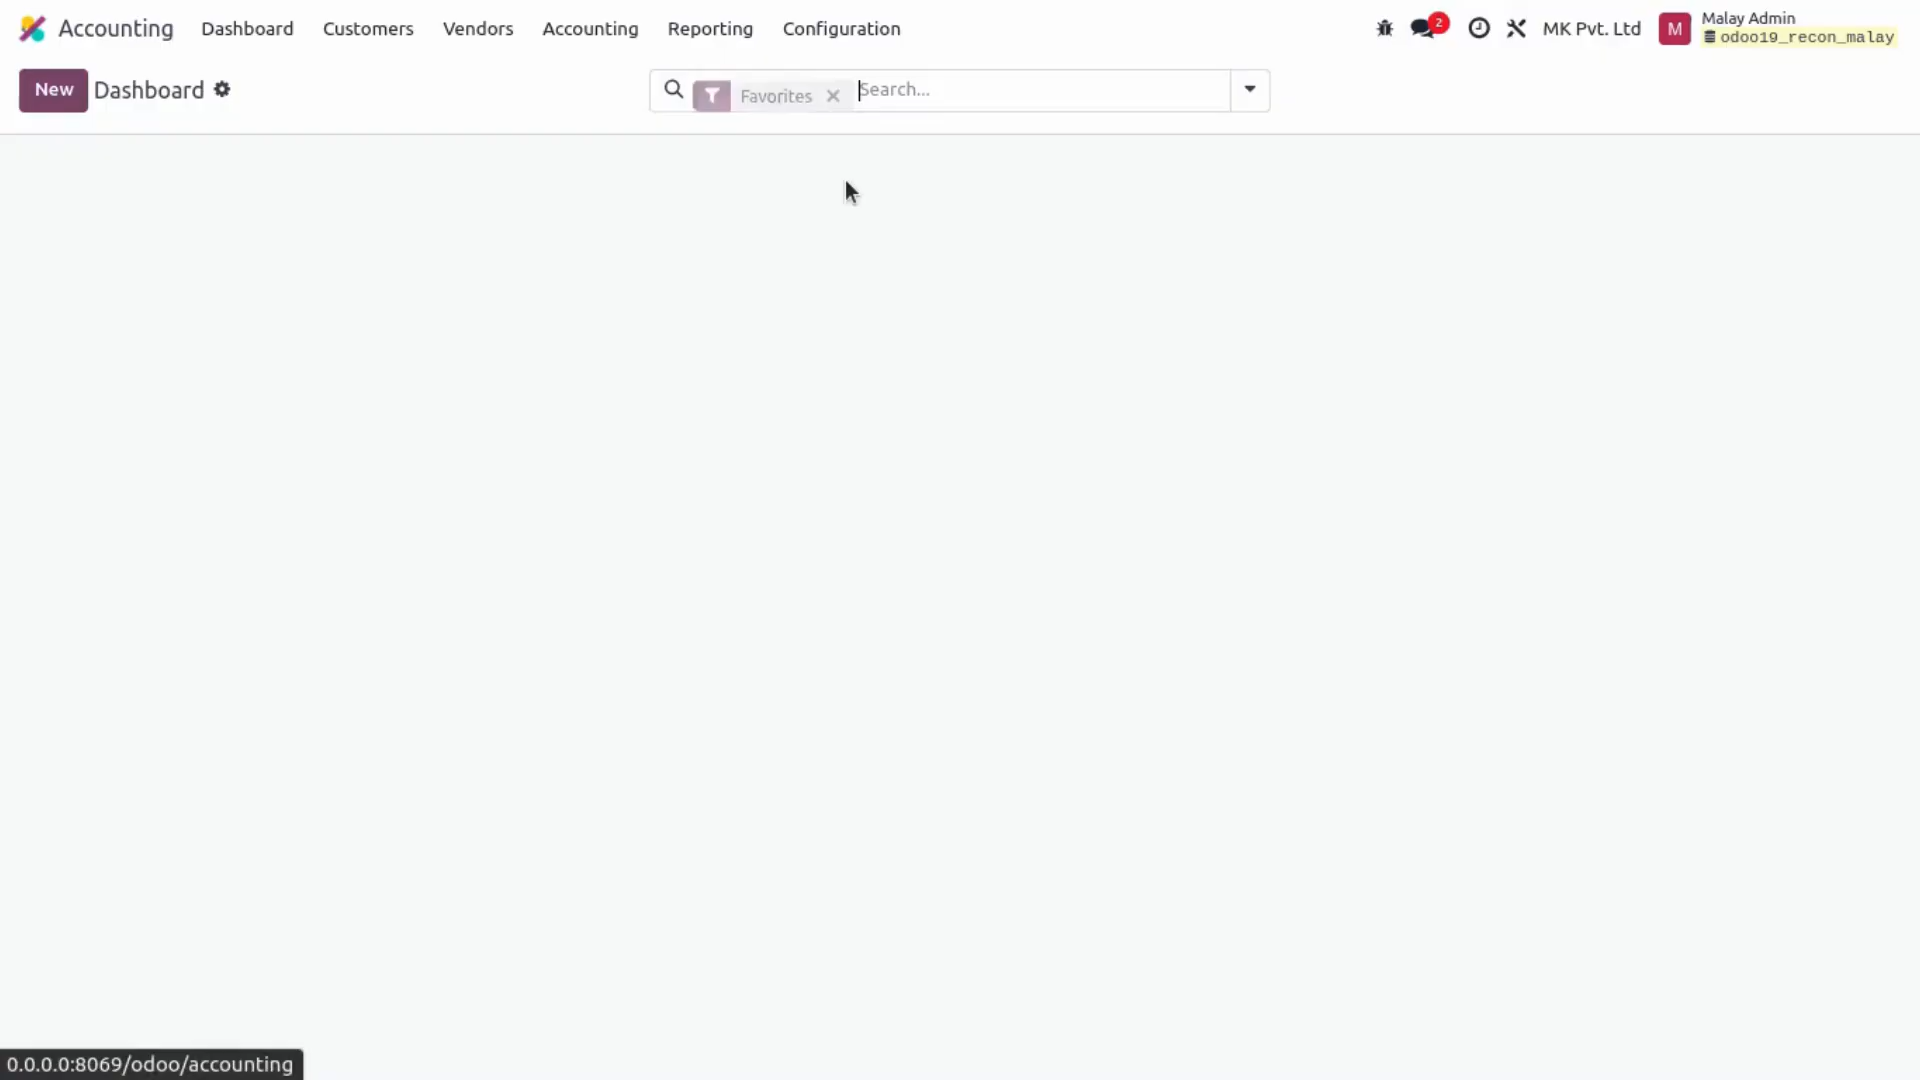 Accounting Dashboard Customers Vendors Accounting Reporting Configuration 2 MK Pvt. Ltd M Malay Admin
odoo19_recon_malay
New Dashboard Favorites Search...
0.0.0.0:8069/odoo/accounting